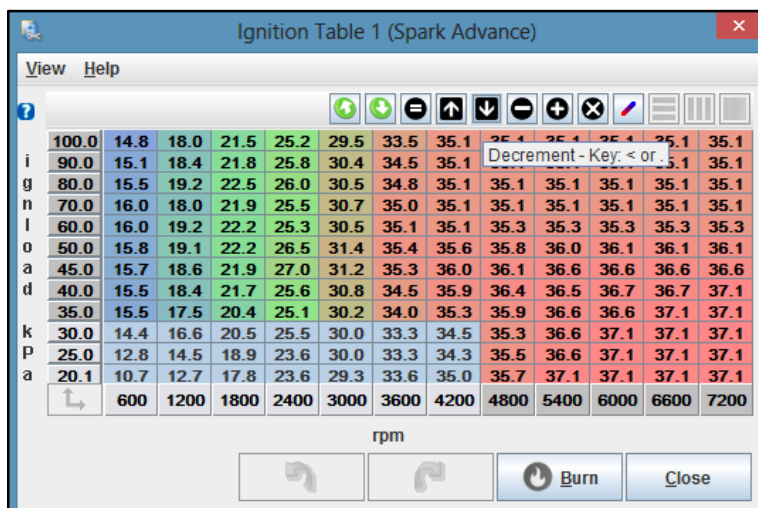 Ignition Table 1 (Spark Advance)
View Help
100.0 14.8 18.0 21.5 25.2 29.5 33.5 35.1 35.1 35.1
Decrement - Key: < or .
i 90.0 15.1 18.4 21.8 25.8 30.4 34.5 35.1 35.1
g 80.0 15.5 19.2 22.5 26.0 30.5 34.8 35.1 35.1 35.1 35.1 35.1 35.1
n 70.0 16.0 18.0 21.9 25.5 30.7 35.0 35.1 35.1 35.1 35.1 35.1 35.1
l 60.0 16.0 19.2 22.2 25.3 30.5 35.1 35.1 35.3 35.3 35.3 35.3 35.3
o 50.0 15.8 19.1 22.2 26.5 31.4 35.4 35.6 35.8 36.0 36.1 36.1 36.1
a 45.0 15.7 18.6 21.9 27.0 31.2 35.3 36.0 36.1 36.6 36.6 36.6 36.6
d 40.0 15.5 18.4 21.7 25.6 30.8 34.5 35.9 36.4 36.5 36.7 36.7 37.1
35.0 15.5 17.5 20.4 25.1 30.2 34.0 35.3 35.9 36.6 36.6 37.1 37.1
k 30.0 14.4 16.6 20.5 25.5 30.0 33.3 34.5 35.3 36.6 37.1 37.1 37.1
P 25.0 12.8 14.5 18.9 23.6 30.0 33.3 34.3 35.5 36.6 37.1 37.1 37.1
a 20.1 10.7 12.7 17.8 23.6 29.3 33.6 35.0 35.7 37.1 37.1 37.1 37.1
600 1200 1800 2400 3000 3600 4200 4800 5400 6000 6600 7200
rpm
Burn Close